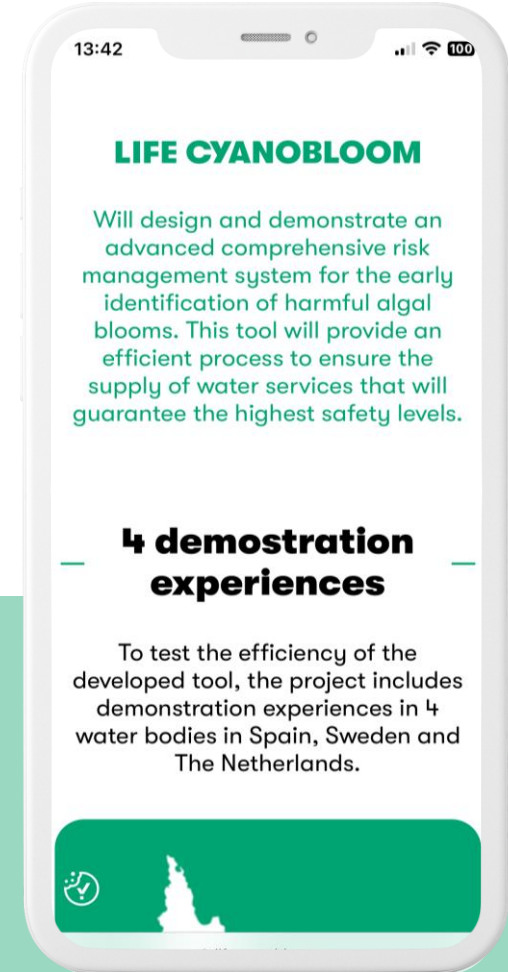 13:42
100
LIFE CYANOBLOOM
Will design and demonstrate an
advanced comprehensive risk
management system for the early
identification of harmful algal
blooms. This tool will provide an
efficient process to ensure the
supply of water services that will
guarantee the highest safety levels.
4 demostration
experiences
To test the efficiency of the
developed tool, the project includes
demonstration experiences in 4
water bodies in Spain, Sweden and
The Netherlands.